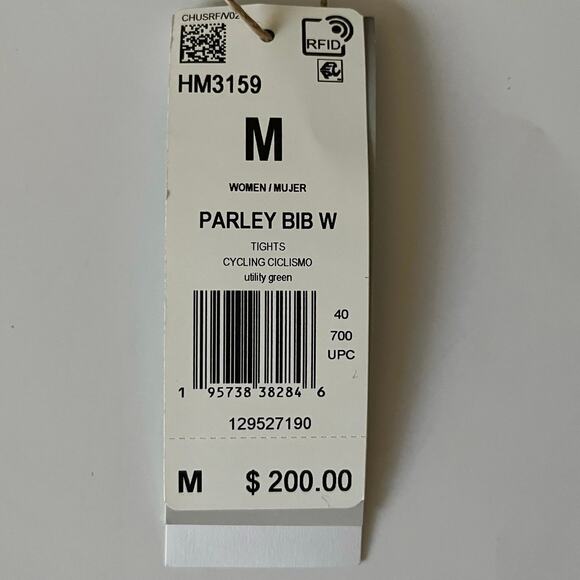 CHUSRF/V02
RFID
HM3159
M
WOMEN / MUJER
PARLEY BIB W
TIGHTS
CYCLING CICLISMO
utility green
40
700
UPC
1 95738 38284 6
129527190
M $ 200.00